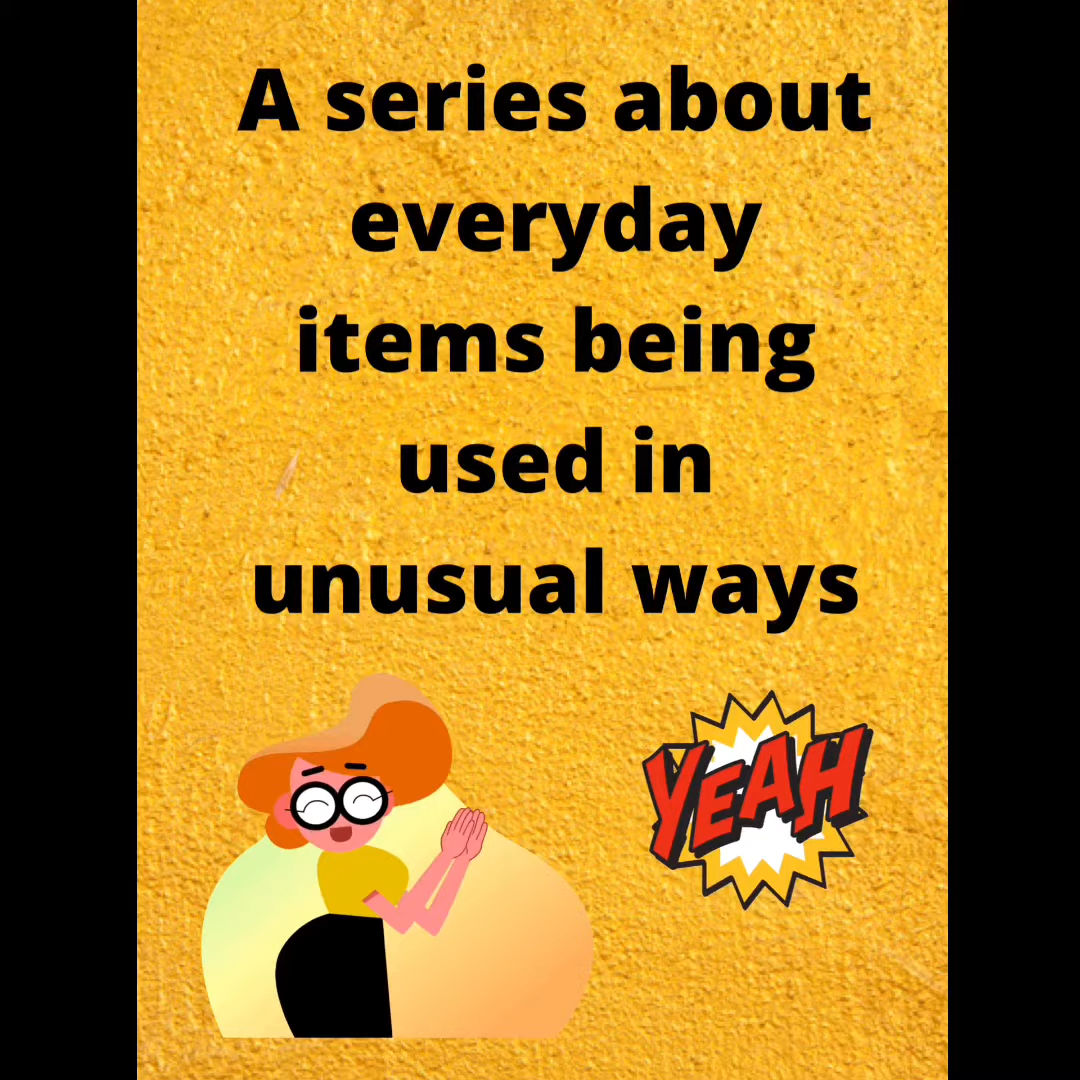 A series about
everyday
items being
used in
unusual ways
YEAH